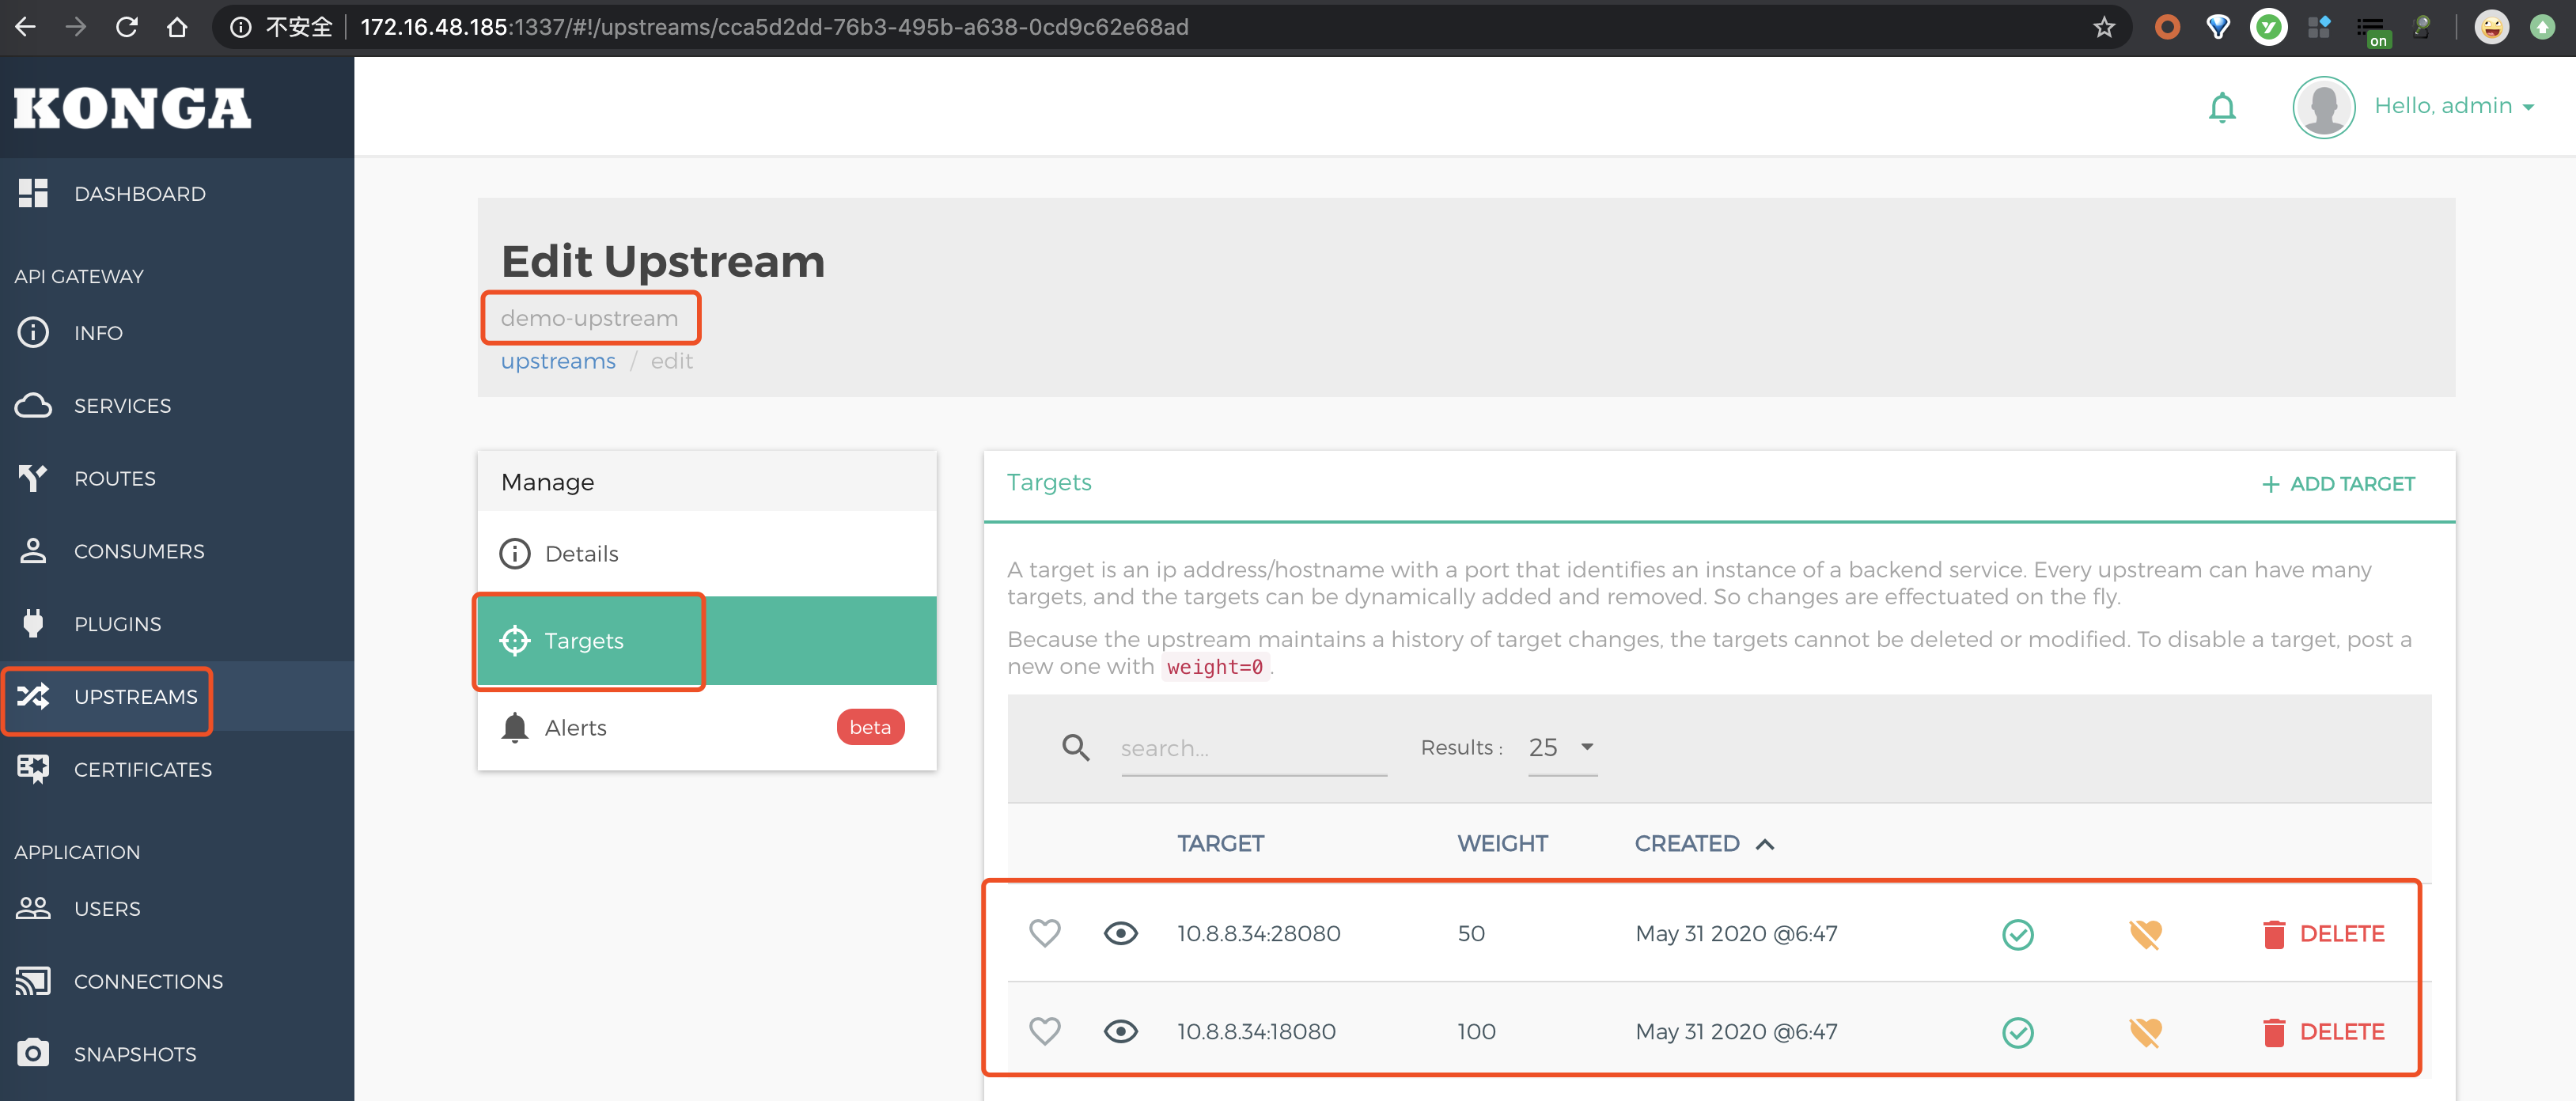 不安全 172.16.48.185:1337/#!/upstreams/cca5d2dd-76b3-495b-a638-0cd9c62e68ad
on
KONGA
Hello, admin
DASHBOARD
API GATEWAY
INFO
SERVICES
ROUTES
CONSUMERS
PLUGINS
UPSTREAMS
CERTIFICATES
APPLICATION
USERS
CONNECTIONS
SNAPSHOTS
Edit Upstream
demo-upstream
upstreams / edit
Manage
Details
Targets
Alerts beta
Targets + ADD TARGET
A target is an ip address/hostname with a port that identifies an instance of a backend service. Every upstream can have many
targets, and the targets can be dynamically added and removed. So changes are effectuated on the fly.
Because the upstream maintains a history of target changes, the targets cannot be deleted or modified. To disable a target, post a
new one with weight=0 .
search... Results : 25
TARGET WEIGHT CREATED
10.8.8.34:28080 50 May 31 2020 @6:47 DELETE
10.8.8.34:18080 100 May 31 2020 @6:47 DELETE